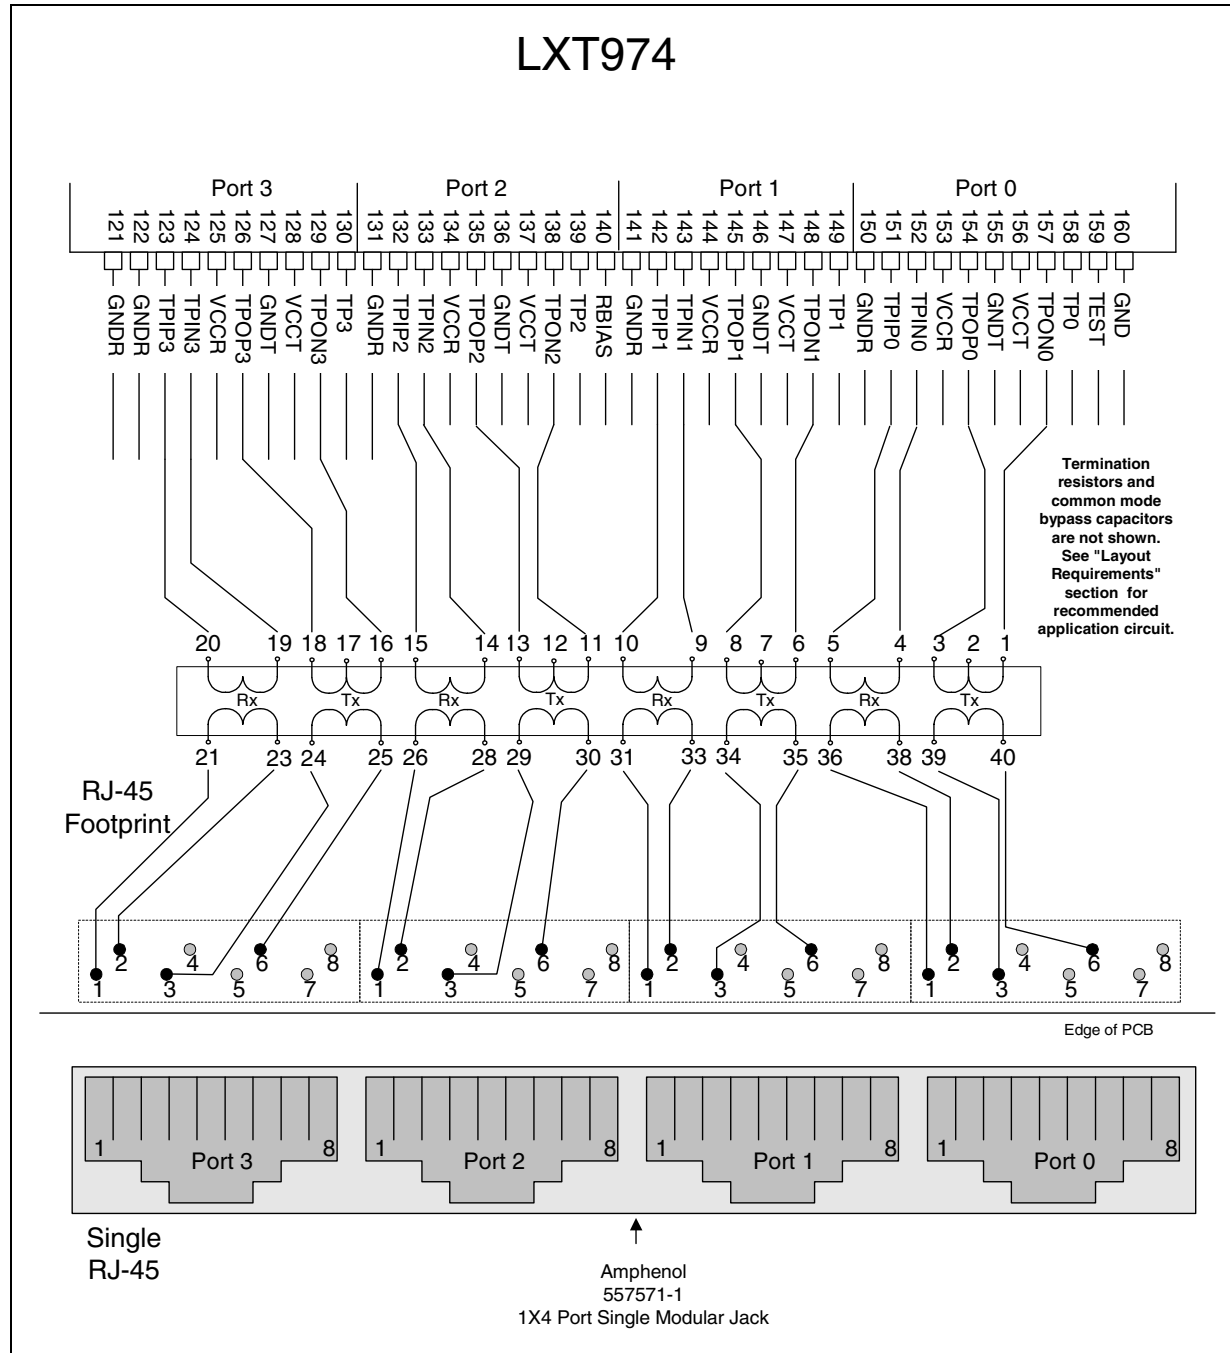 LXT974
Port 3 Port 2 Port 1 Port 0
121 122 123 124 125 126 127 128 129 130 131 132 133 134 135 136 137 138 139 140 141 142 143 144 145 146 147 148 149 150 151 152 153 154 155 156 157 158 159 160
GNDR GNDR TPIP3 TPIN3 VCCR TPOP3 GNDT VCCT TPON3 TP3 GNDR TPIP2 TPIN2 VCCR TPOP2 GNDT VCCT TPON2 TP2 RBIAS GNDR TPIP1 TPIN1 VCCR TPOP1 GNDT VCCT TPON1 TP1 GNDR TPIP0 TPIN0 VCCR TPOP0 GNDT VCCT TPON0 TP0 TEST GND
Termination
resistors and
common mode
bypass capacitors
are not shown.
See "Layout
Requirements"
section for
recommended
application circuit.
20 19 18 17 16 15 14 13 12 11 10 9 8 7 6 5 4 3 2 1
Rx Tx Rx Tx Rx Tx Rx Tx
21 23 24 25 26 28 29 30 31 33 34 35 36 38 39 40
RJ-45
Footprint
2 4 6 8 2 4 6 8 2 4 6 8 2 4 6 8
1 3 5 7 1 3 5 7 1 3 5 7 1 3 5 7
Edge of PCB
1 8 1 8 1 8 1 8
Port 3 Port 2 Port 1 Port 0
Single
RJ-45
Amphenol
557571-1
1X4 Port Single Modular Jack